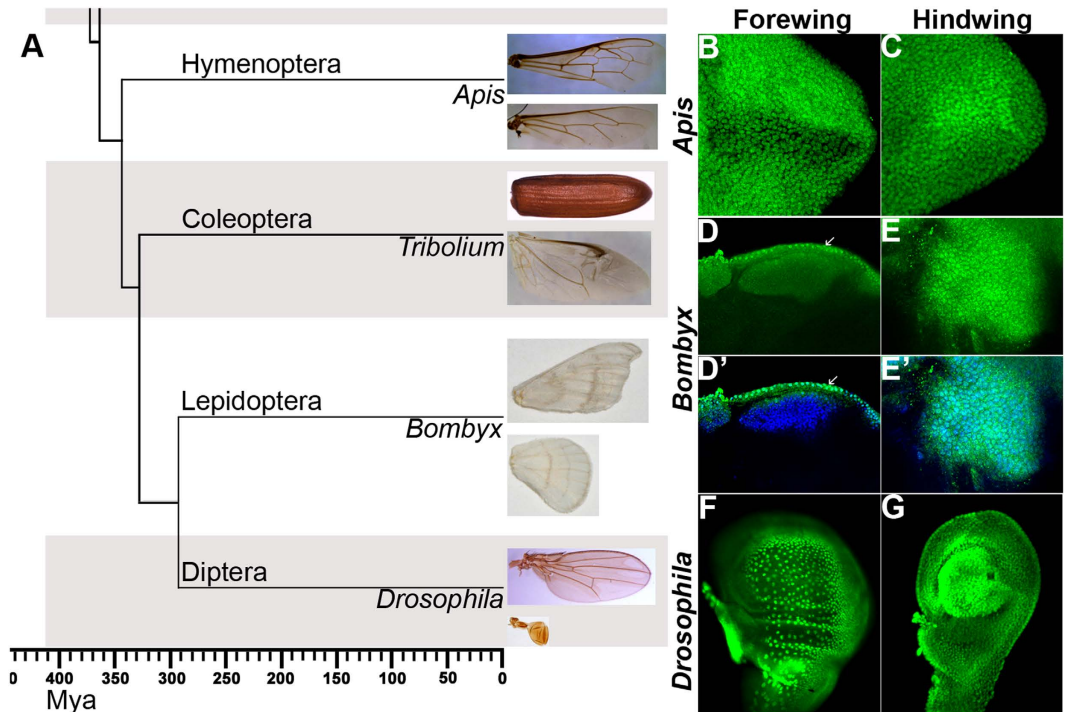 A
Hymenoptera
Apis
Coleoptera
Tribolium
Lepidoptera
Bombyx
Diptera
Drosophila
0 400 350 300 250 200 150 100 50 0
Mya
Forewing Hindwing
Apis
B C
Bombyx
D E
D’ E’
Drosophila
F G